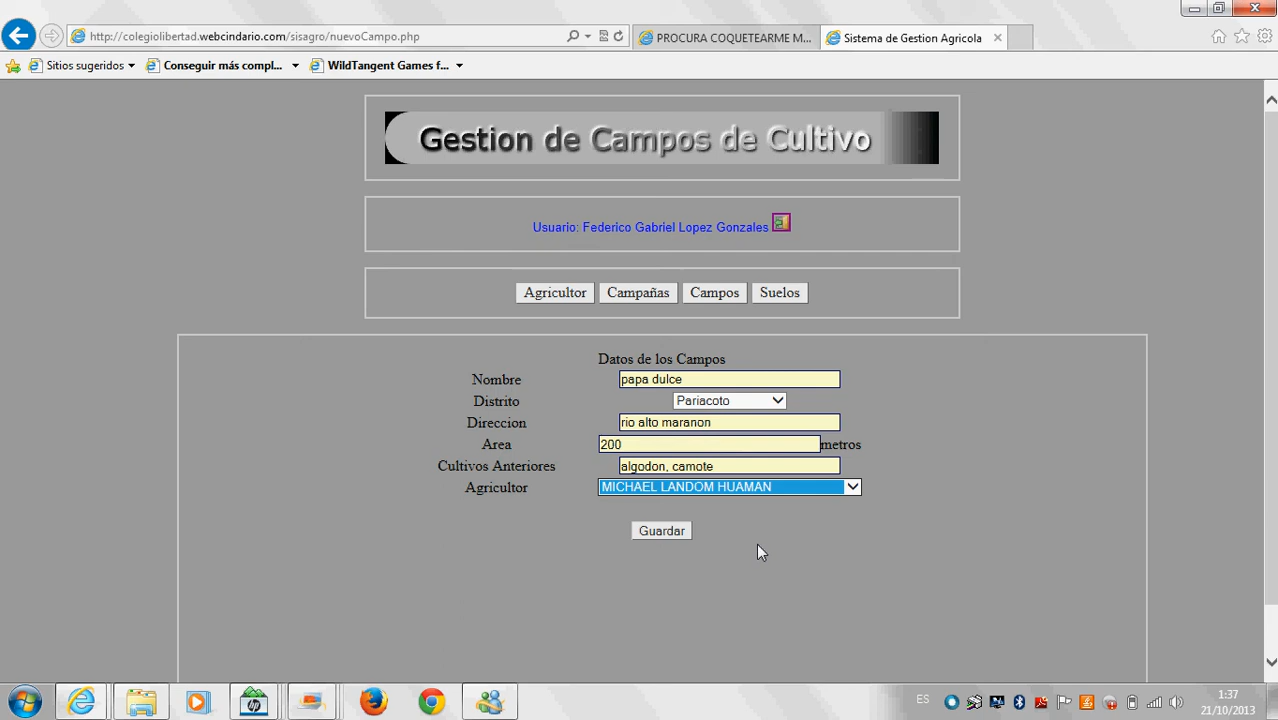 http://colegiolibertad.webcindario.com/sisagro/nuevoCampo.php
PROCURA COQUETEARME M...
Sistema de Gestion Agricola
Sitios sugeridos
Conseguir más compl...
WildTangent Games f...
Gestion de Campos de Cultivo
Usuario: Federico Gabriel Lopez Gonzales
Agricultor Campañas Campos Suelos
Datos de los Campos
Nombre papa dulce
Distrito Pariacoto
Direccion rio alto maranon
Area 200 metros
Cultivos Anteriores algodon, camote
Agricultor MICHAEL LANDOM HUAMAN
Guardar
hp
ES
1:37
21/10/2013